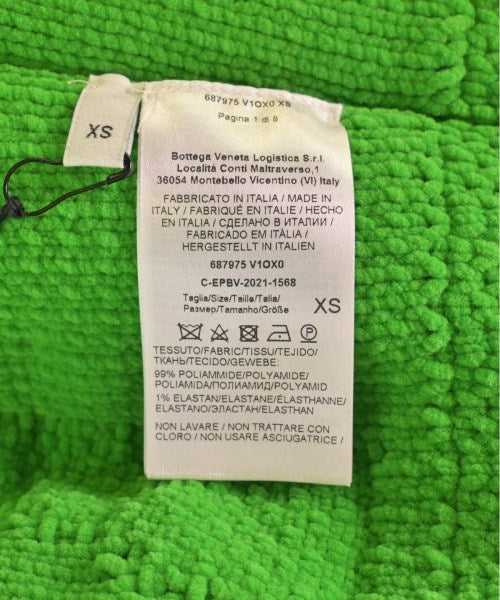 XS
687975 V1QX0 XS
Pagina 1 di 8
Bottega Veneta Logistica S.r.l.
Località Conti Maltraverso,1
36054 Montebello Vicentino (VI) Italy
FABBRICATO IN ITALIA / MADE IN
ITALY / FABRIQUÉ EN ITALIE / HECHO
EN ITALIA / СДЕЛАНО В ИТАЛИИ /
FABRICADO EM ITÁLIA /
HERGESTELLT IN ITALIEN
687975 V1QX0
C-EPBV-2021-1568
Taglia/Size/Taille/Talla/
Размер/Tamanho/Größe XS
TESSUTO/FABRIC/TISSU/TEJIDO/
ТКАНЬ/TECIDO/GEWEBE:
99% POLIAMMIDE/POLYAMIDE/
POLIAMIDA/ПОЛИАМИД/POLYAMID
1% ELASTAN/ELASTANE/ÉLASTHANNE/
ELASTANO/ЭЛАСТАН/ELASTHAN
NON LAVARE / NON TRATTARE CON
CLORO / NON USARE ASCIUGATRICE /